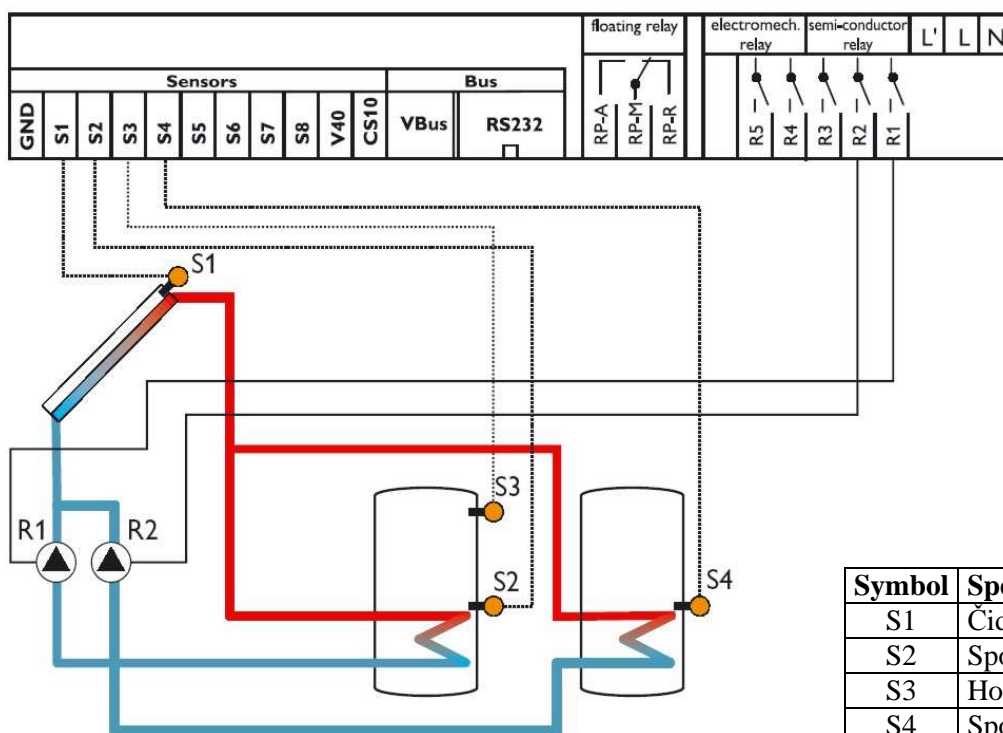 floating relay
electromech. relay
semi-conductor relay
L' L N
Sensors
Bus
GND S1 S2 S3 S4 S5 S6 S7 S8 V40 CS10
VBus RS232
RP-A RP-M RP-R
R5 R4 R3 R2 R1
S1
S3
R1 R2
S2
S4
Symbol
S1
S2
S3
S4